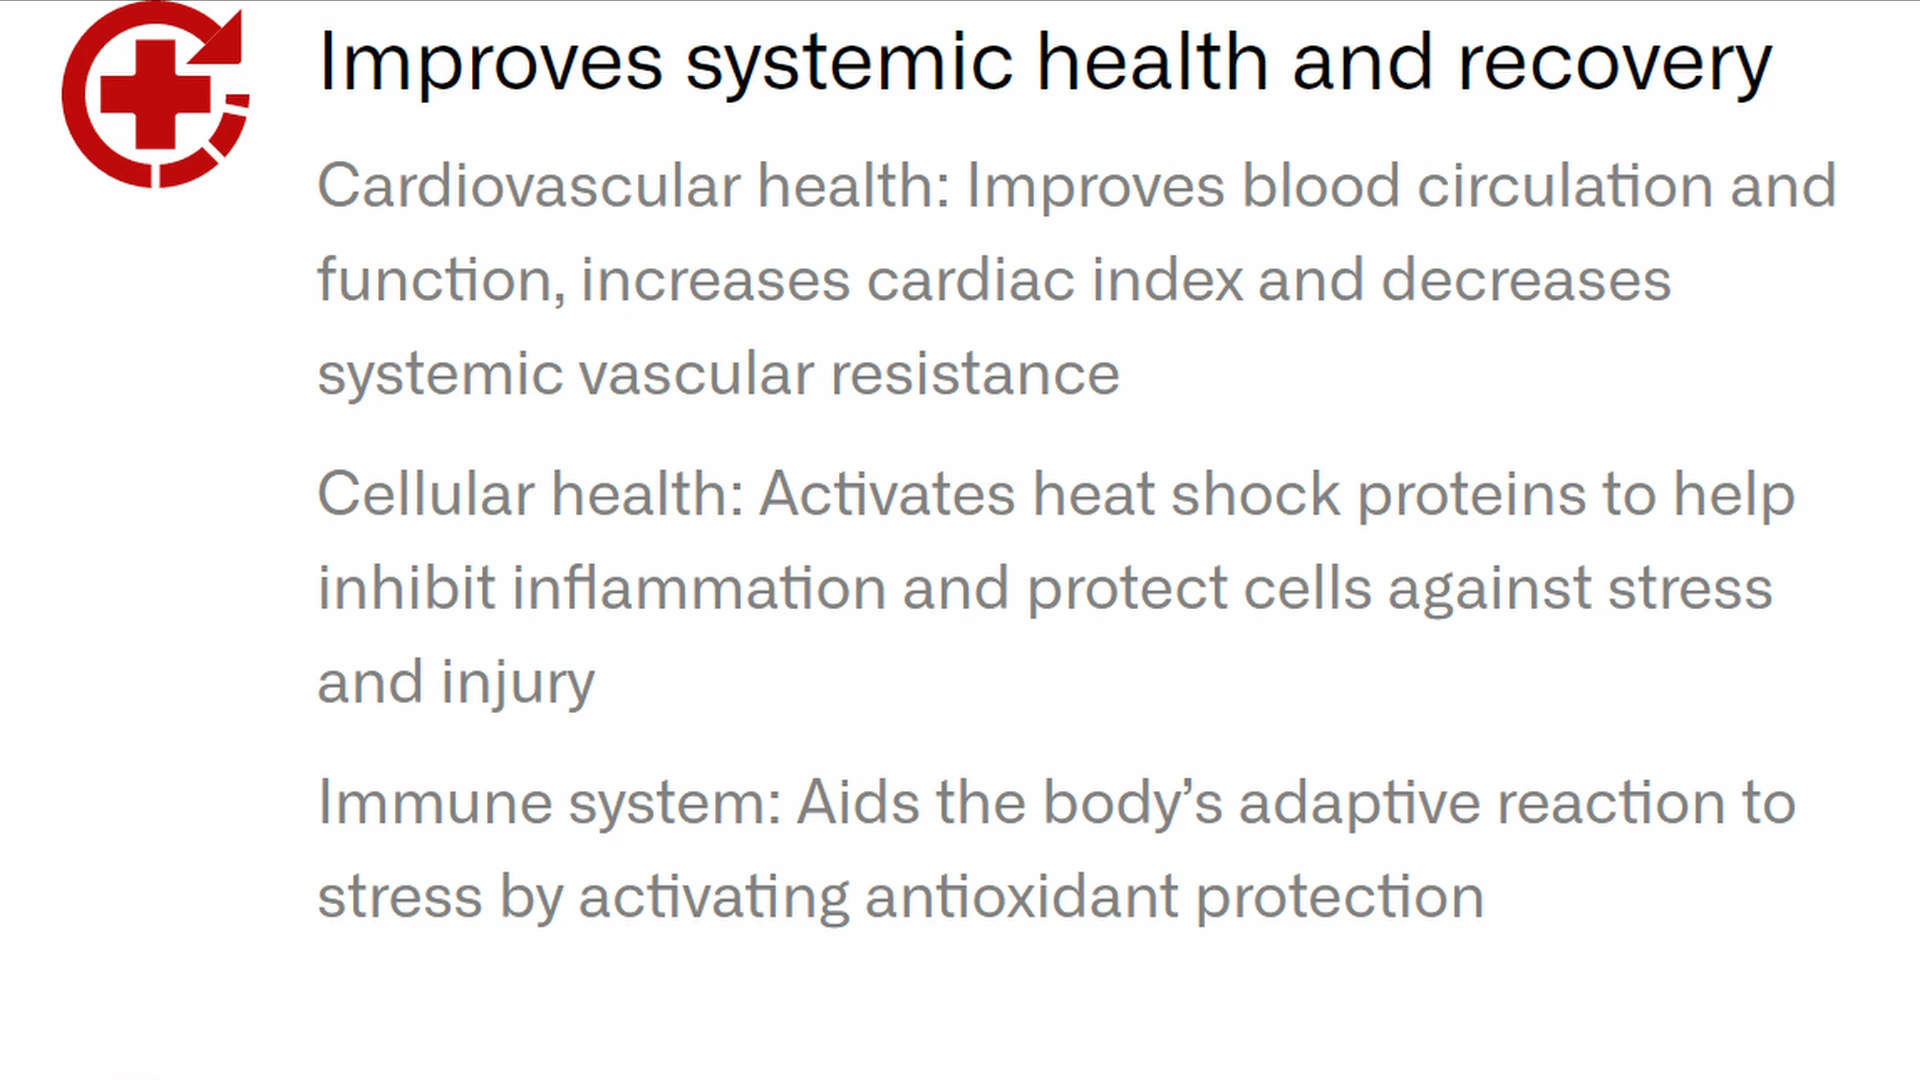 Improves systemic health and recovery
Cardiovascular health: Improves blood circulation and
function, increases cardiac index and decreases
systemic vascular resistance
Cellular health: Activates heat shock proteins to help
inhibit inflammation and protect cells against stress
and injury
Immune system: Aids the body’s adaptive reaction to
stress by activating antioxidant protection